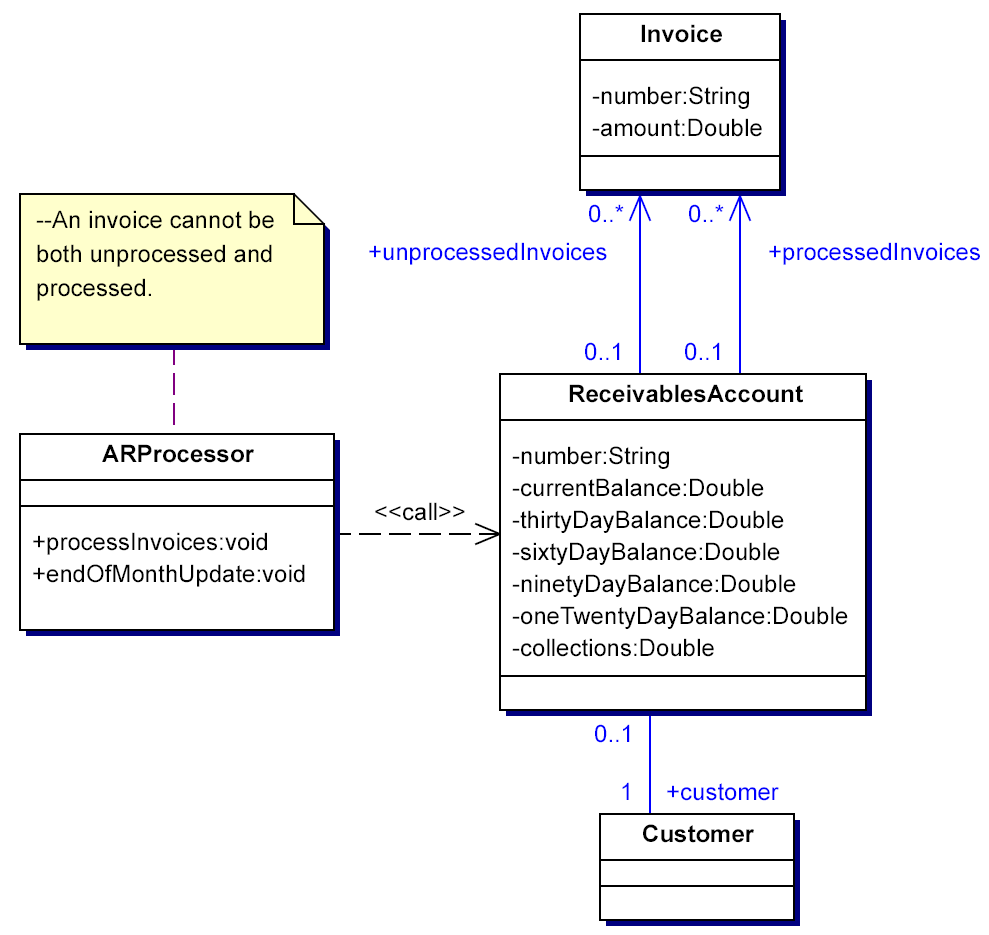 Invoice
-number:String
-amount:Double
--An invoice cannot be
both unprocessed and
processed.
0..*
0..*
+unprocessedInvoices
+processedInvoices
0..1
0..1
ReceivablesAccount
-number:String
-currentBalance:Double
-thirtyDayBalance:Double
-sixtyDayBalance:Double
-ninetyDayBalance:Double
-oneTwentyDayBalance:Double
-collections:Double
ARProcessor
+processInvoices:void
+endOfMonthUpdate:void
<<call>>
0..1
1
+customer
Customer